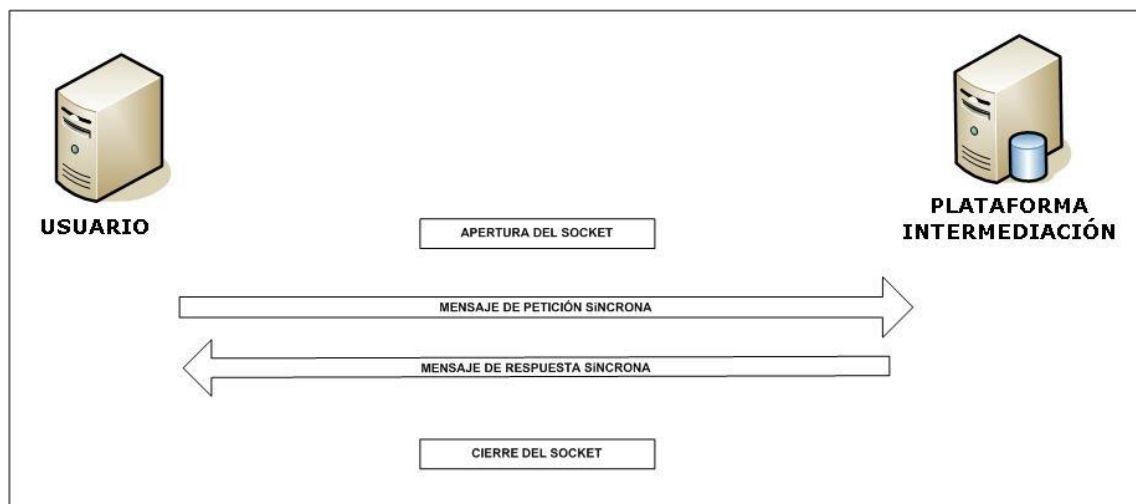 USUARIO
PLATAFORMA
INTERMEDIACIÓN
APERTURA DEL SOCKET
MENSAJE DE PETICIÓN SíNCRONA
MENSAJE DE RESPUESTA SíNCRONA
CIERRE DEL SOCKET